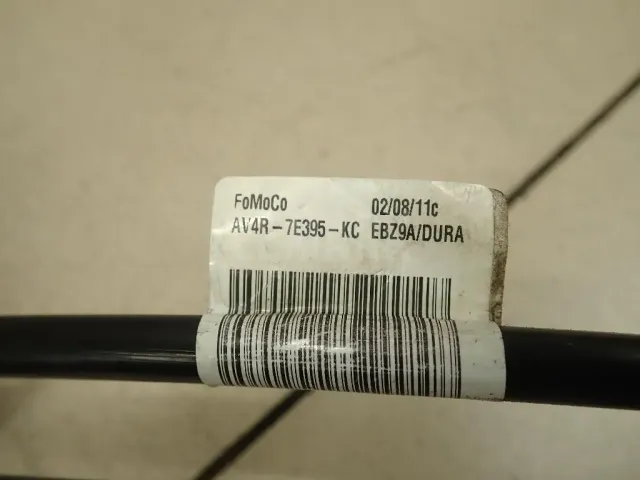 FoMoCo 02/08/11c
AV4R-7E395-KC EBZ9A/DURA